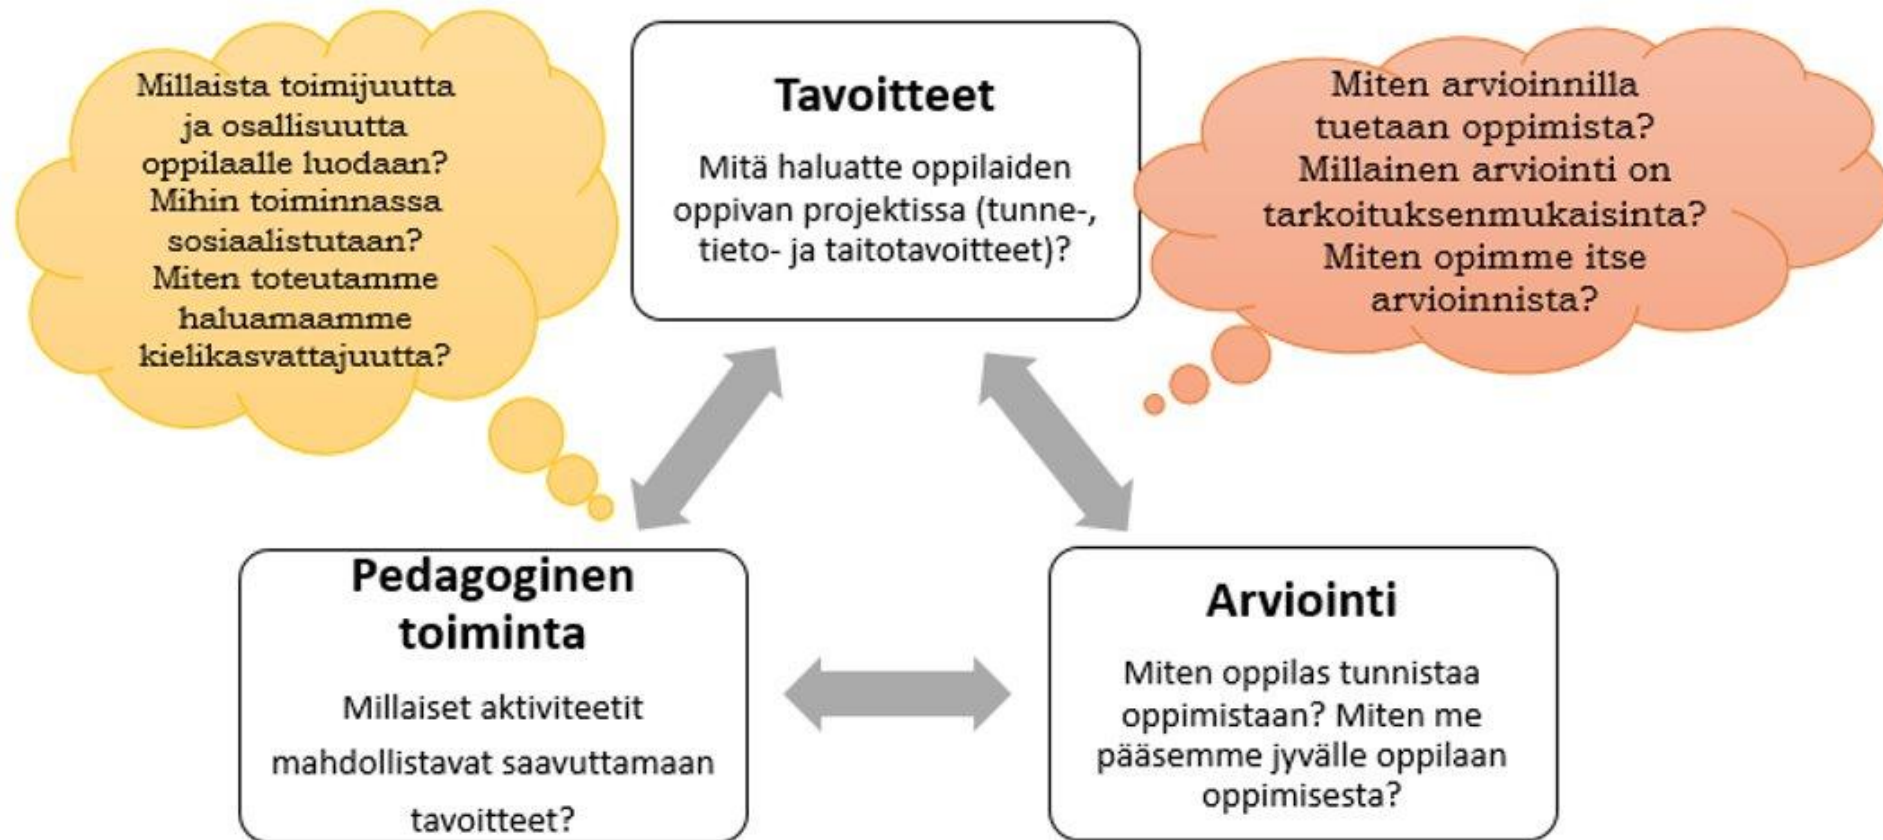 Millaista toimijuutta
ja osallisuutta
oppilaalle luodaan?
Mihin toiminnassa
sosiaalistutaan?
Miten toteutamme
haluamaamme
kielikasvattajuutta?
Tavoitteet
Mitä haluatte oppilaiden
oppivan projektissa (tunne-,
tieto- ja taitotavoitteet)?
Miten arvioinnilla
tuetaan oppimista?
Millainen arviointi on
tarkoituksenmukaisinta?
Miten opimme itse
arvioinnista?
Pedagoginen
toiminta
Millaiset aktiviteetit
mahdollistavat saavuttamaan
tavoitteet?
Arviointi
Miten oppilas tunnistaa
oppimistaan? Miten me
pääsemme jyvälle oppilaan
oppimisesta?